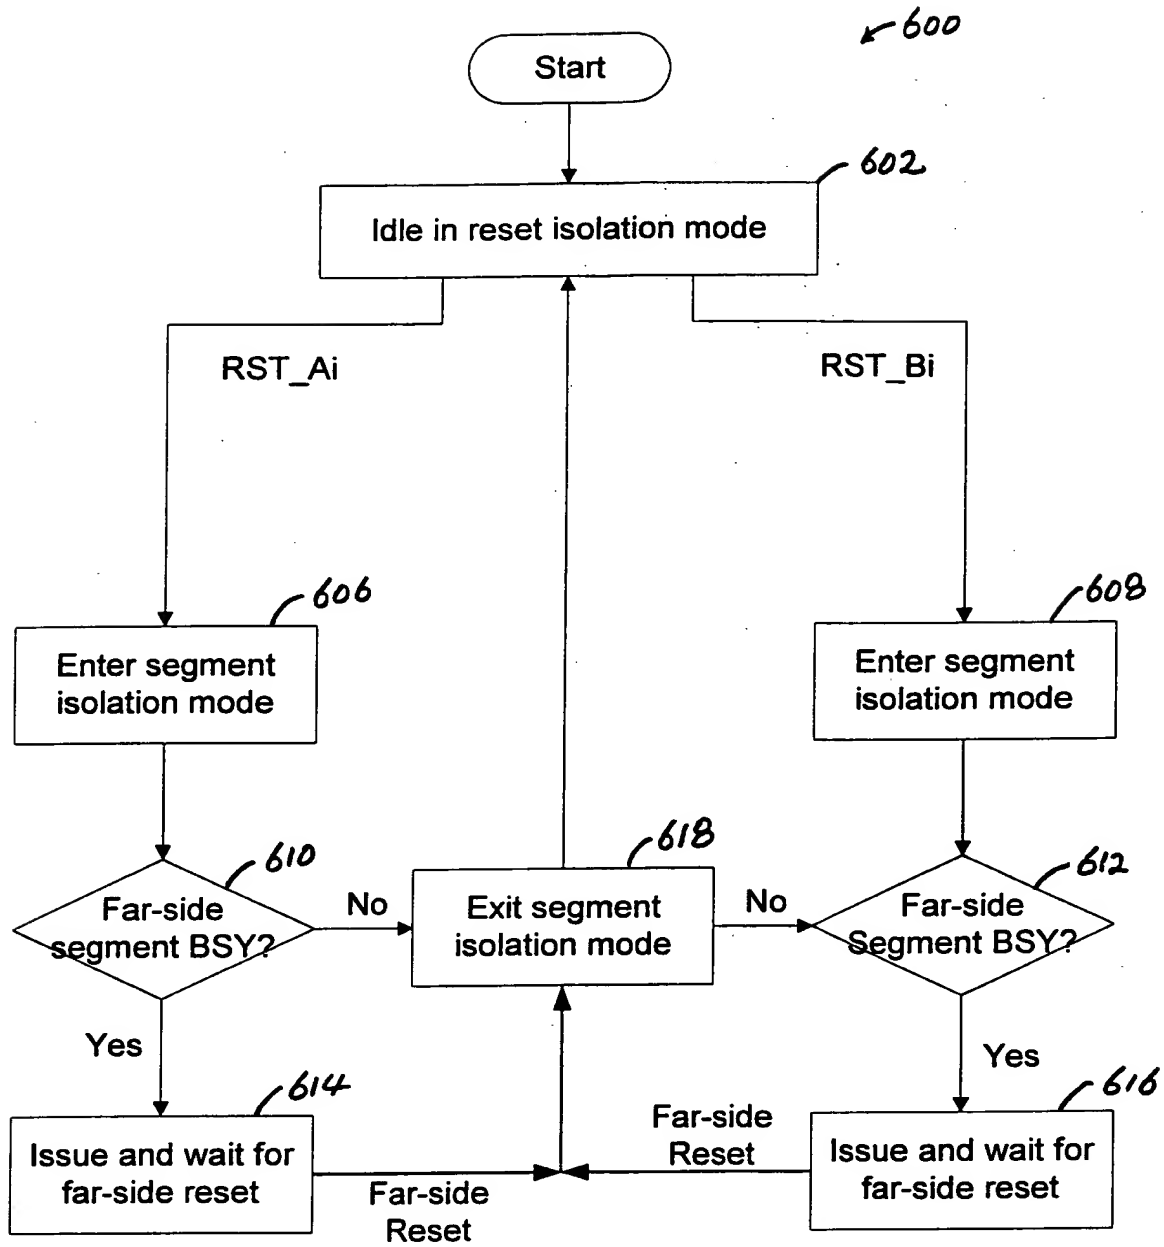 600
Start
602
Idle in reset isolation mode
RST_Ai
RST_Bi
606
608
Enter segment
isolation mode
Enter segment
isolation mode
610
618
612
Far-side
segment BSY?
No
Exit segment
isolation mode
No
Far-side
Segment BSY?
Yes
Yes
614
616
Issue and wait for
far-side reset
Far-side
Reset
Far-side
Reset
Issue and wait for
far-side reset